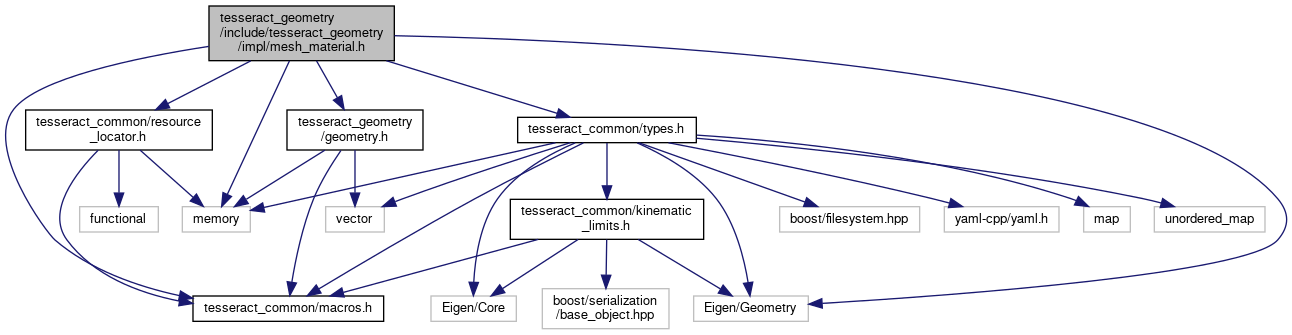 tesseract_geometry
/include/tesseract_geometry
/impl/mesh_material.h
tesseract_common/resource
_locator.h
tesseract_geometry
/geometry.h
tesseract_common/types.h
functional
memory
vector
tesseract_common/kinematic
_limits.h
boost/filesystem.hpp
yaml-cpp/yaml.h
map
unordered_map
tesseract_common/macros.h
Eigen/Core
boost/serialization
/base_object.hpp
Eigen/Geometry